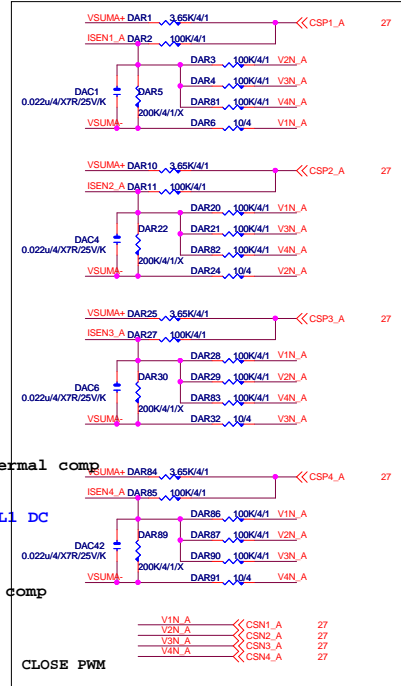 VSUMA+ DAR1 3.65K/4/1 CSP1_A 27
ISEN1_A DAR2 100K/4/1
DAR3 100K/4/1 V2N_A
DAC1 DAR5 DAR4 100K/4/1 V3N_A
0.022u/4/X7R/25V/K 200K/4/1/X DAR81 100K/4/1 V4N_A
VSUMA- DAR6 10/4 V1N_A
VSUMA+ DAR10 3.65K/4/1 CSP2_A 27
ISEN2_A DAR11 100K/4/1
DAR20 100K/4/1 V1N_A
DAC4 DAR22 DAR21 100K/4/1 V3N_A
0.022u/4/X7R/25V/K DAR82 100K/4/1 V4N_A
VSUMA- 200K/4/1/X DAR24 10/4 V2N_A
VSUMA+ DAR25 3.65K/4/1 CSP3_A 27
ISEN3_A DAR27 100K/4/1
DAR28 100K/4/1 V1N_A
DAC6 DAR30 DAR29 100K/4/1 V2N_A
0.022u/4/X7R/25V/K 200K/4/1/X DAR83 100K/4/1 V4N_A
VSUMA- DAR32 10/4 V3N_A
ermal comp
VSUMA+ DAR84 3.65K/4/1 CSP4_A 27
ISEN4_A DAR85 100K/4/1
L1 DC
DAR86 100K/4/1 V1N_A
DAC42 DAR89 DAR87 100K/4/1 V2N_A
0.022u/4/X7R/25V/K 200K/4/1/X DAR90 100K/4/1 V3N_A
VSUMA- DAR91 10/4 V4N_A
comp
V1N_A CSN1_A 27
V2N_A CSN2_A 27
V3N_A CSN3_A 27
V4N_A CSN4_A 27
CLOSE PWM